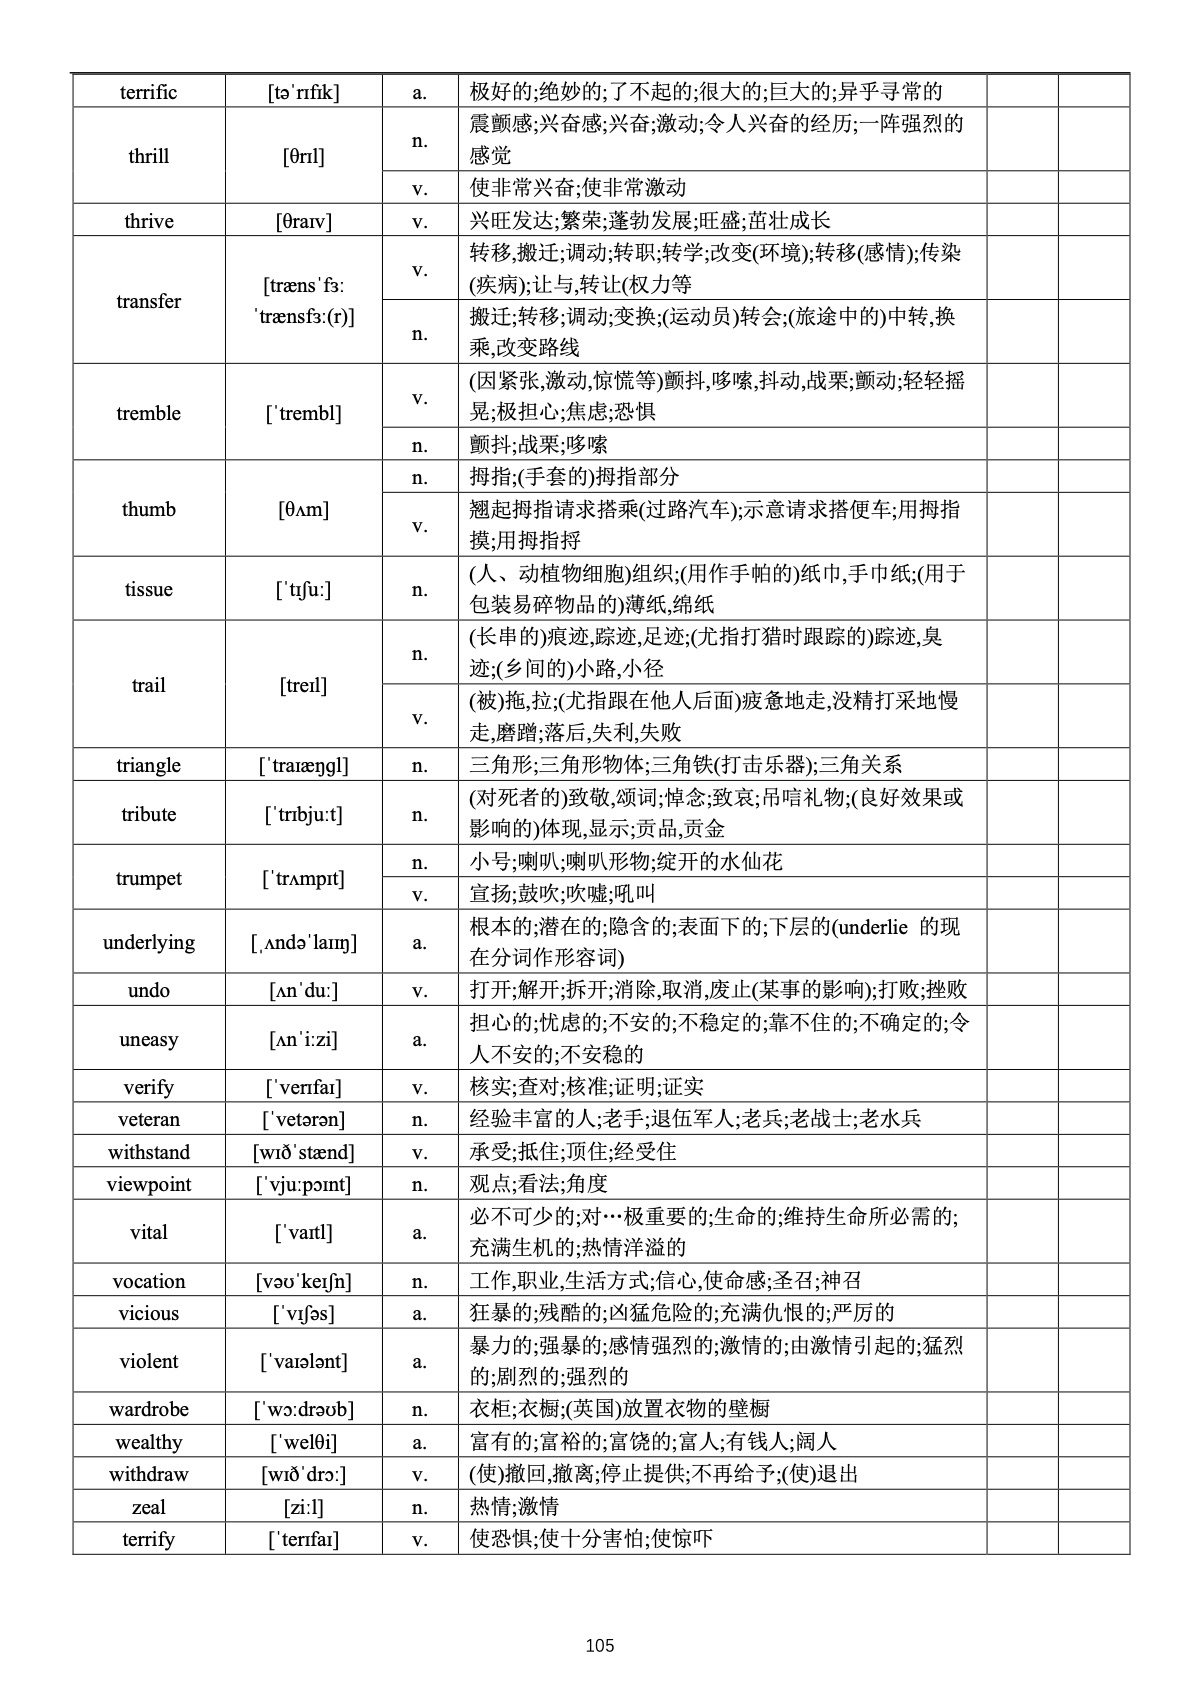 terrific [təˈrɪfɪk] a. 极好的;绝妙的;了不起的;很大的;巨大的;异乎寻常的
thrill [θrɪl] n. 震颤感;兴奋感;兴奋;激动;令人兴奋的经历;一阵强烈的
感觉
v. 使非常兴奋;使非常激动
thrive [θraɪv] v. 兴旺发达;繁荣;蓬勃发展;旺盛;茁壮成长
transfer [trænsˈfɜː ˈtrænsfɜː(r)] v. 转移,搬迁;调动;转职;转学;改变(环境);转移(感情);传染
(疾病);让与,转让(权力等
n. 搬迁;转移;调动;变换;(运动员)转会;(旅途中的)中转,换
乘,改变路线
tremble [ˈtrembl] v. (因紧张,激动,惊慌等)颤抖,哆嗦,抖动,战栗;颤动;轻轻摇
晃;极担心;焦虑;恐惧
n. 颤抖;战栗;哆嗦
thumb [θʌm] n. 拇指;(手套的)拇指部分
v. 翘起拇指请求搭乘(过路汽车);示意请求搭便车;用拇指
摸;用拇指捋
tissue [ˈtɪʃuː] n. (人、动植物细胞)组织;(用作手帕的)纸巾,手巾纸;(用于
包装易碎物品的)薄纸,绵纸
trail [treɪl] n. (长串的)痕迹,踪迹,足迹;(尤指打猎时跟踪的)踪迹,臭
迹;(乡间的)小路,小径
v. (被)拖,拉;(尤指跟在他人后面)疲惫地走,没精打采地慢
走,磨蹭;落后,失利,失败
triangle [ˈtraɪæŋɡl] n. 三角形;三角形物体;三角铁(打击乐器);三角关系
tribute [ˈtrɪbjuːt] n. (对死者的)致敬,颂词;悼念;致哀;吊唁礼物;(良好效果或
影响的)体现,显示;贡品,贡金
trumpet [ˈtrʌmpɪt] n. 小号;喇叭;喇叭形物;绽开的水仙花
v. 宣扬;鼓吹;吹嘘;吼叫
underlying [ˌʌndəˈlaɪɪŋ] a. 根本的;潜在的;隐含的;表面下的;下层的(underlie 的现
在分词作形容词)
undo [ʌnˈduː] v. 打开;解开;拆开;消除,取消,废止(某事的影响);打败;挫败
uneasy [ʌnˈiːzi] a. 担心的;忧虑的;不安的;不稳定的;靠不住的;不确定的;令
人不安的;不安稳的
verify [ˈverɪfaɪ] v. 核实;查对;核准;证明;证实
veteran [ˈvetərən] n. 经验丰富的人;老手;退伍军人;老兵;老战士;老水兵
withstand [wɪðˈstænd] v. 承受;抵住;顶住;经受住
viewpoint [ˈvjuːpɔɪnt] n. 观点;看法;角度
vital [ˈvaɪtl] a. 必不可少的;对…极重要的;生命的;维持生命所必需的;
充满生机的;热情洋溢的
vocation [vəʊˈkeɪʃn] n. 工作,职业,生活方式;信心,使命感;圣召;神召
vicious [ˈvɪʃəs] a. 狂暴的;残酷的;凶猛危险的;充满仇恨的;严厉的
violent [ˈvaɪələnt] a. 暴力的;强暴的;感情强烈的;激情的;由激情引起的;猛烈
的;剧烈的;强烈的
wardrobe [ˈwɔːdrəʊb] n. 衣柜;衣橱;(英国)放置衣物的壁橱
wealthy [ˈwelθi] a. 富有的;富裕的;富饶的;富人;有钱人;阔人
withdraw [wɪðˈdrɔː] v. (使)撤回,撤离;停止提供;不再给予;(使)退出
zeal [ziːl] n. 热情;激情
terrify [ˈterɪfaɪ] v. 使恐惧;使十分害怕;使惊吓
105